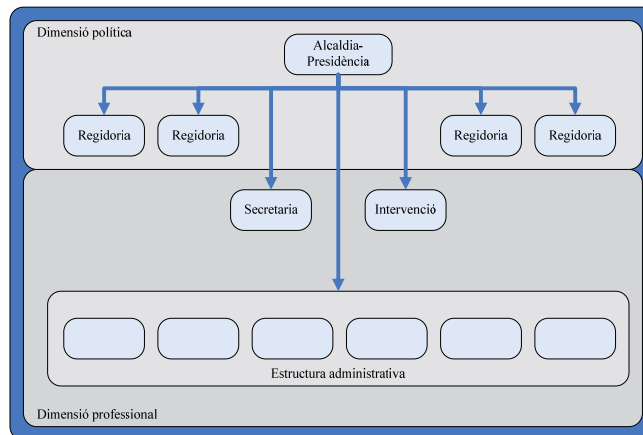 Dimensió política
Alcaldia-
Presidència
Regidoria
Regidoria
Regidoria
Regidoria
Secretaria
Intervenció
Estructura administrativa
Dimensió professional